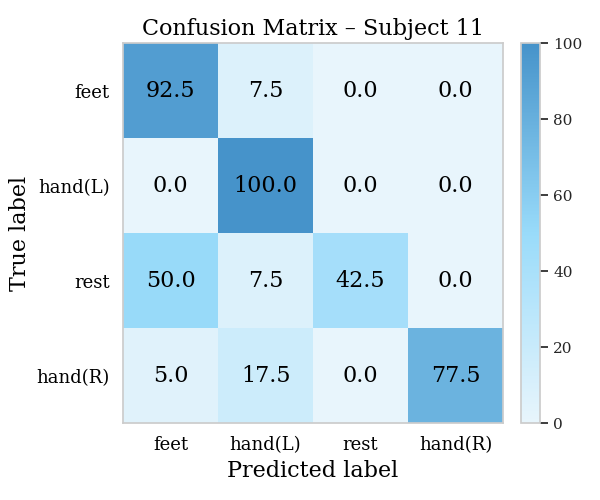 Confusion Matrix – Subject 11
True label
feet 92.5 7.5 0.0 0.0
hand(L) 0.0 100.0 0.0 0.0
rest 50.0 7.5 42.5 0.0
hand(R) 5.0 17.5 0.0 77.5
feet hand(L) rest hand(R)
Predicted label
100
80
60
40
20
0